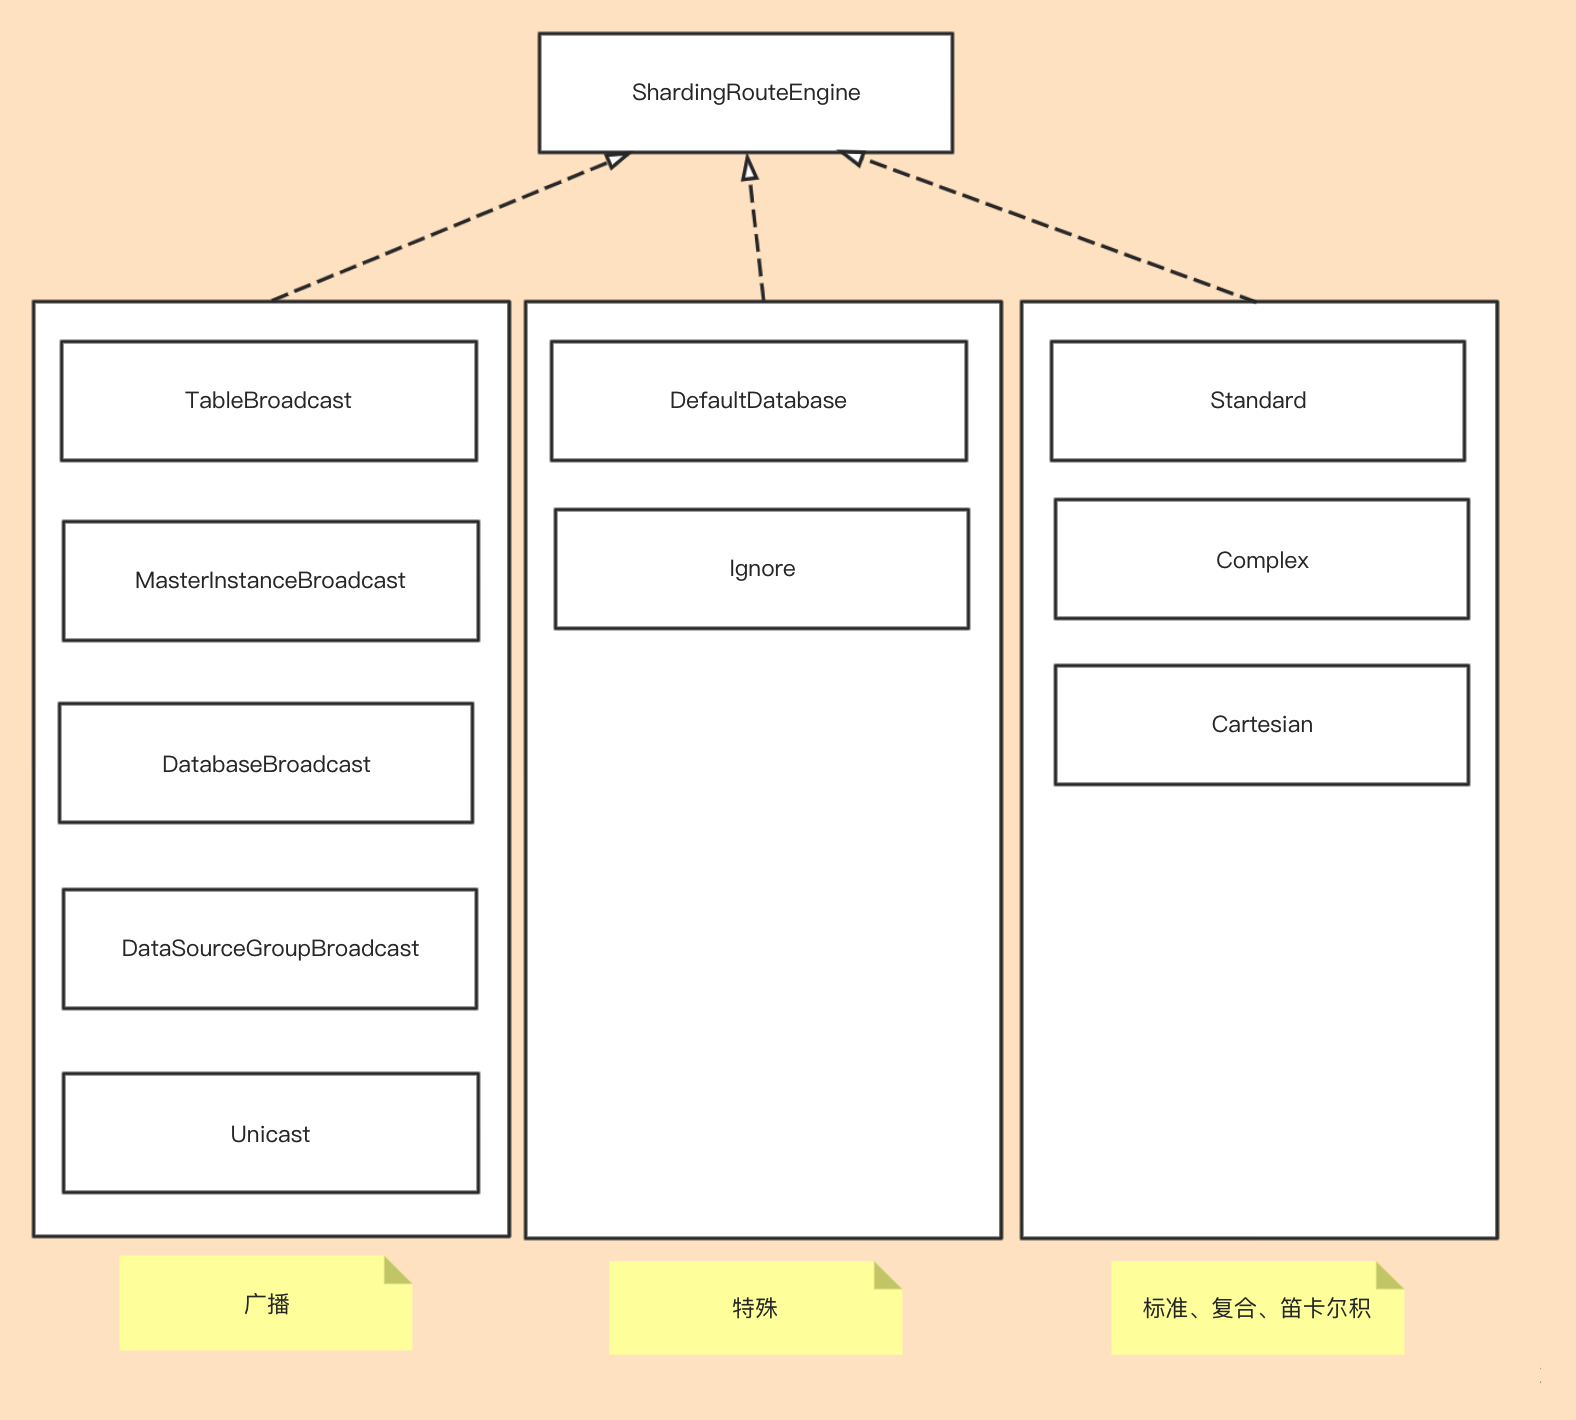 ShardingRouteEngine
TableBroadcast
MasterInstanceBroadcast
DatabaseBroadcast
DataSourceGroupBroadcast
Unicast
广播
DefaultDatabase
Ignore
特殊
Standard
Complex
Cartesian
标准、复合、笛卡尔积